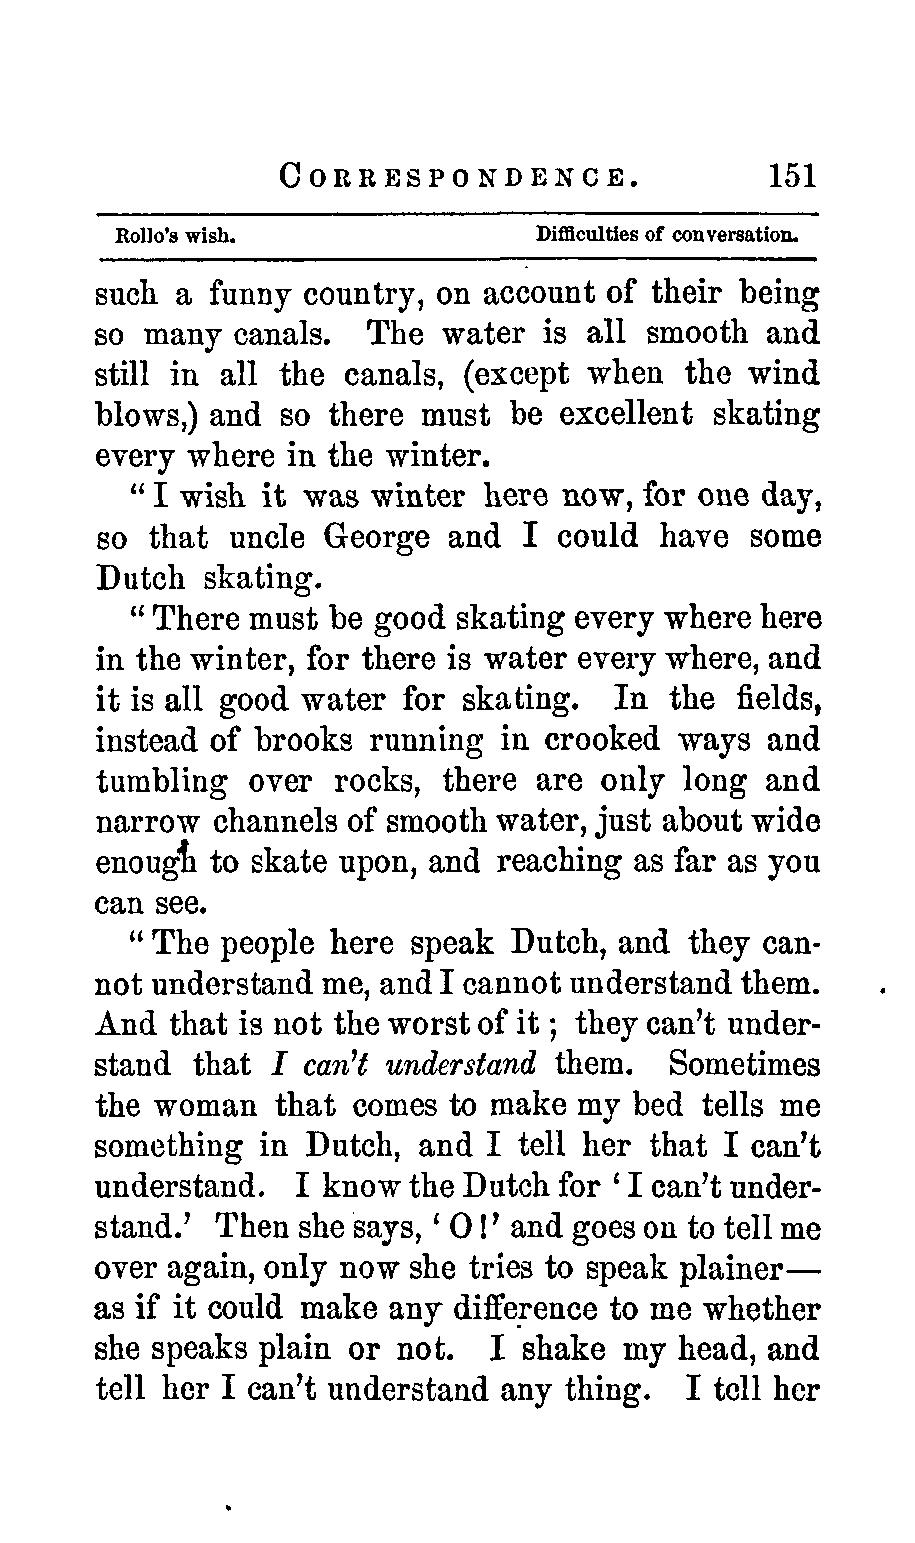 CORRESPONDENCE. 151
Rollo's wish. Difficulties of conversation.
such a funny country, on account of their being
so many canals. The water is all smooth and
still in all the canals, (except when the wind
blows,) and so there must be excellent skating
every where in the winter.
"I wish it was winter here now, for one day,
so that uncle George and I could have some
Dutch skating.
"There must be good skating every where here
in the winter, for there is water every where, and
it is all good water for skating. In the fields,
instead of brooks running in crooked ways and
tumbling over rocks, there are only long and
narrow channels of smooth water, just about wide
enough to skate upon, and reaching as far as you
can see.
"The people here speak Dutch, and they can-
not understand me, and I cannot understand them.
And that is not the worst of it; they can't under-
stand that I can't understand them. Sometimes
the woman that comes to make my bed tells me
something in Dutch, and I tell her that I can't
understand. I know the Dutch for 'I can't under-
stand.' Then she says, 'O!' and goes on to tell me
over again, only now she tries to speak plainer—
as if it could make any difference to me whether
she speaks plain or not. I shake my head, and
tell her I can't understand any thing. I tell her